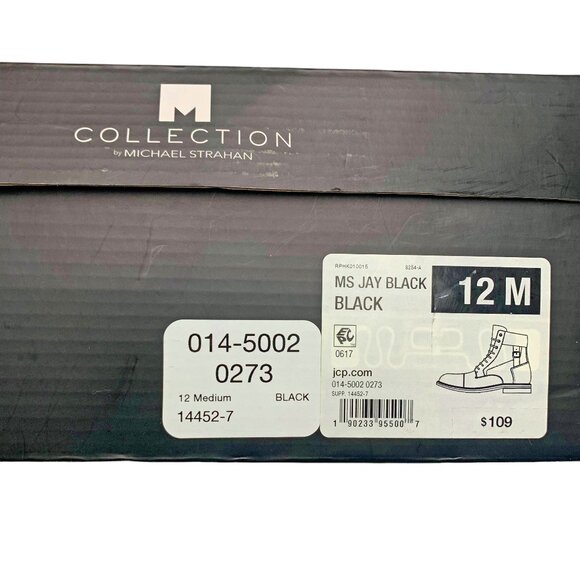 M
COLLECTION
by MICHAEL STRAHAN
014-5002
0273
12 Medium BLACK
14452-7
RPHK010015 8254-A
MS JAY BLACK
BLACK
12 M
0617
jcp.com
014-5002 0273
SUPP. 14452-7
1 90233 95500 7
$109